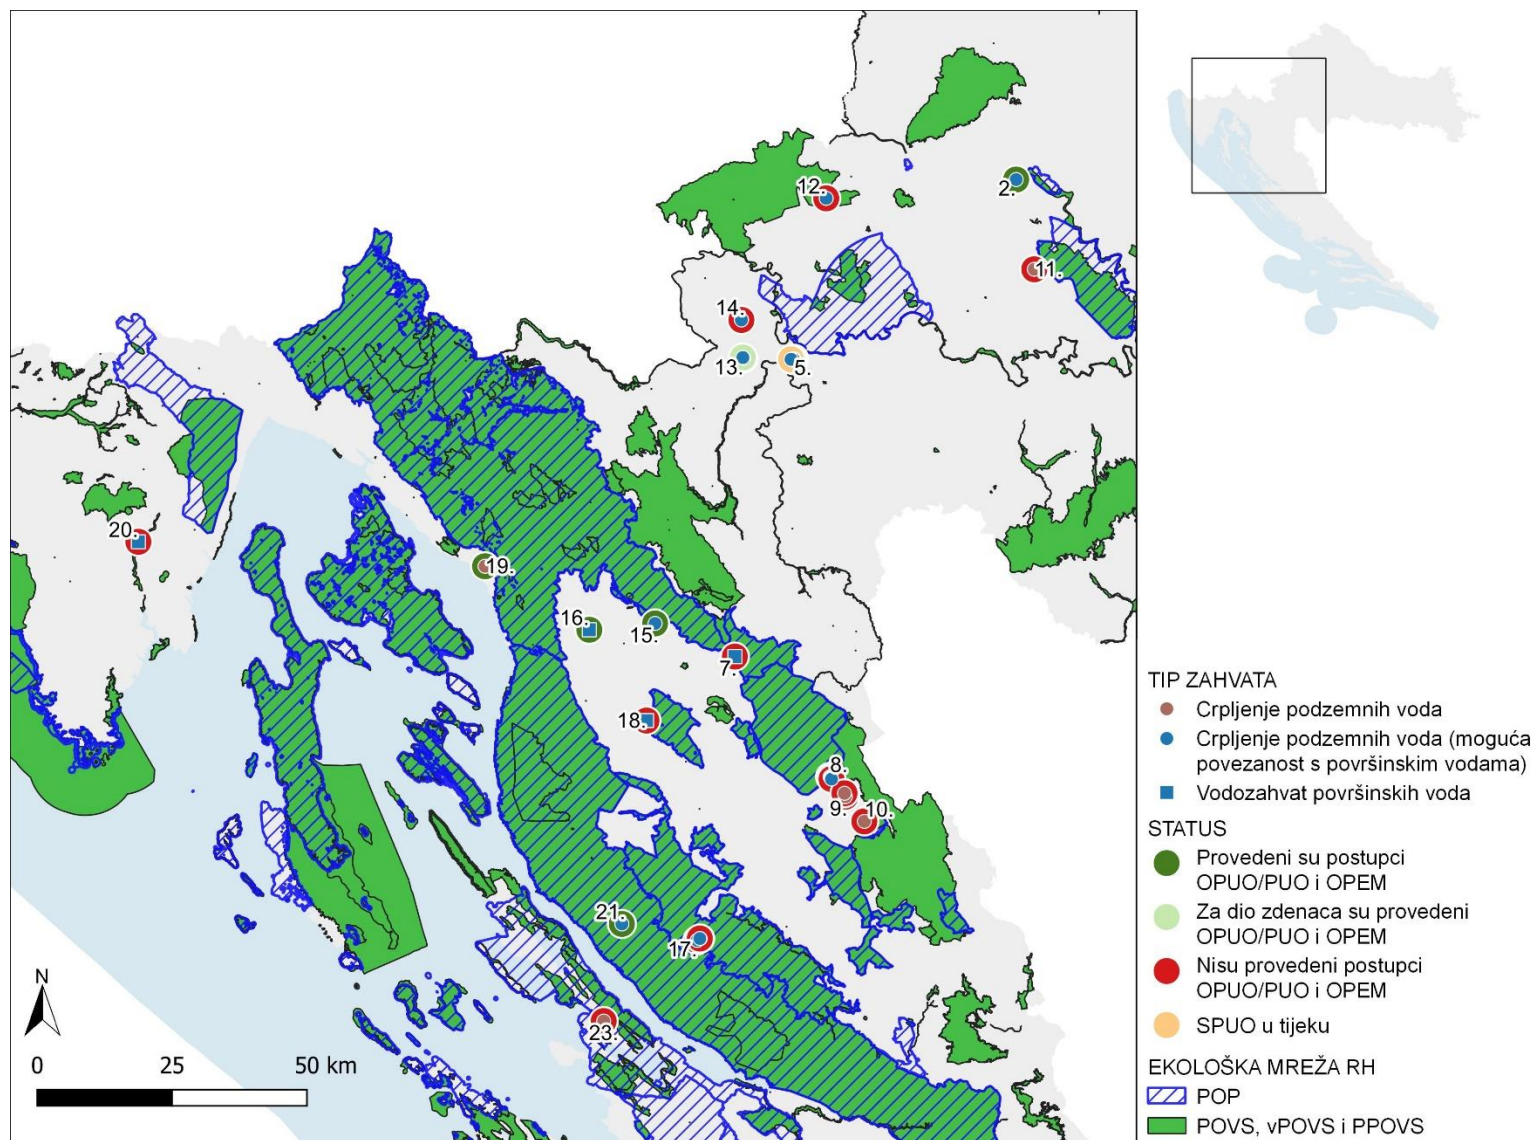 12.
2.
11.
14.
13.
5.
20.
19.
16.
15.
7.
18.
8.
9.
10.
21.
17.
23.
N
0 25 50 km
TIP ZAHVATA
Crpljenje podzemnih voda
Crpljenje podzemnih voda (moguća
povezanost s površinskim vodama)
Vodozahvat površinskih voda
STATUS
Provedeni su postupci
OPUO/PUO i OPEM
Za dio zdenaca su provedeni
OPUO/PUO i OPEM
Nisu provedeni postupci
OPUO/PUO i OPEM
SPUO u tijeku
EKOLOŠKA MREŽA RH
POP
POVS, vPOVS i PPOVS